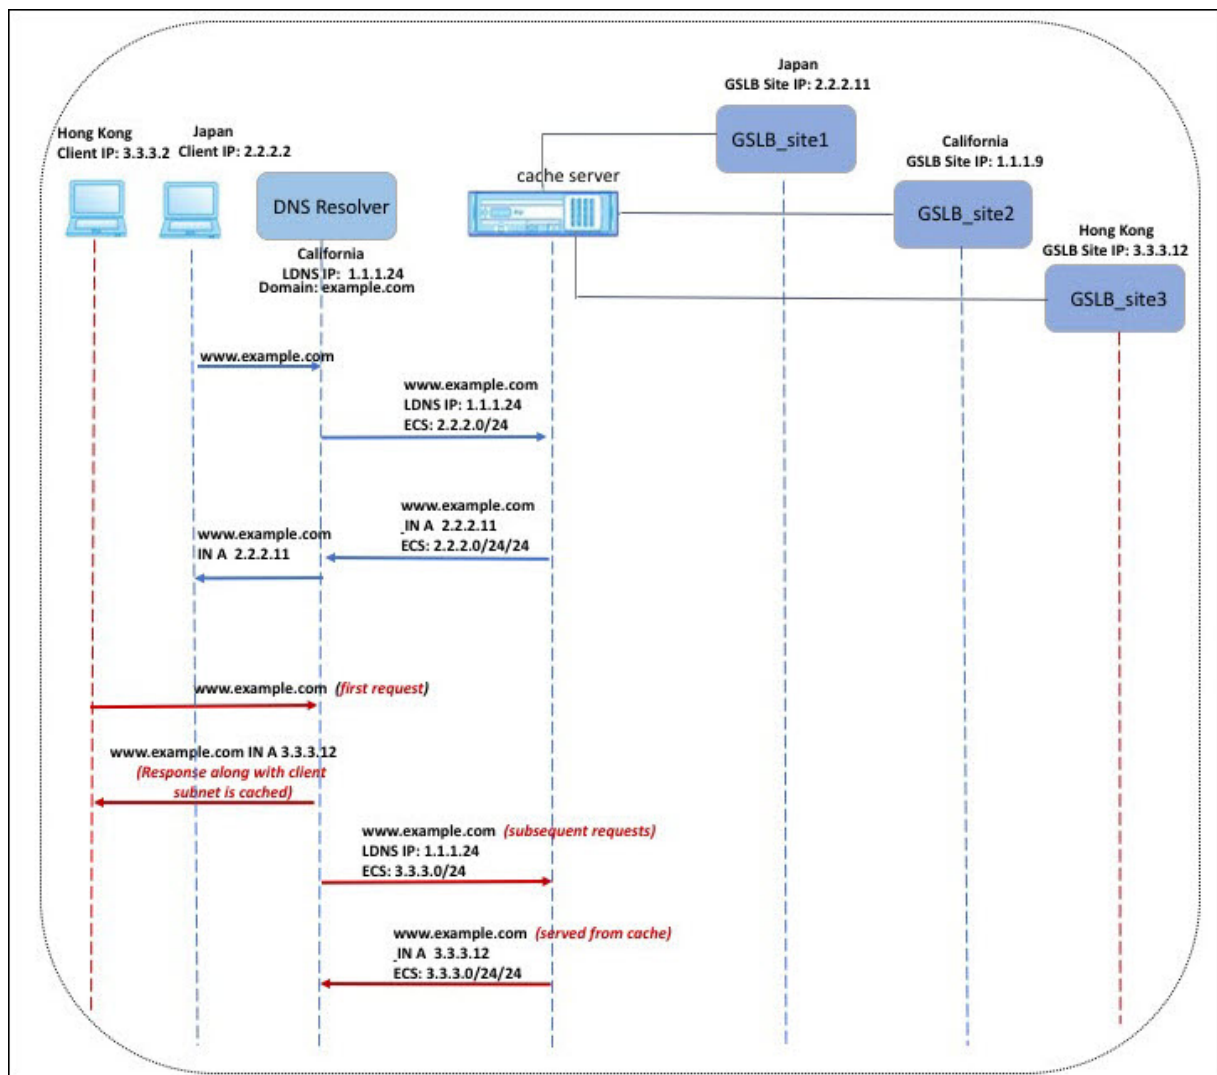 Japan
GSLB Site IP: 2.2.2.11
GSLB_site1
Hong Kong
Client IP: 3.3.3.2
Japan
Client IP: 2.2.2.2
California
GSLB Site IP: 1.1.1.9
cache server
DNS Resolver
GSLB_site2
Hong Kong
GSLB Site IP: 3.3.3.12
California
LDNS IP: 1.1.1.24
Domain: example.com
GSLB_site3
www.example.com
www.example.com
LDNS IP: 1.1.1.24
ECS: 2.2.2.0/24
www.example.com
_IN A 2.2.2.11
ECS: 2.2.2.0/24/24
www.example.com
IN A 2.2.2.11
www.example.com (first request)
www.example.com IN A 3.3.3.12
(Response along with client
subnet is cached)
www.example.com (subsequent requests)
LDNS IP: 1.1.1.24
ECS: 3.3.3.0/24
www.example.com (served from cache)
_IN A 3.3.3.12
ECS: 3.3.3.0/24/24